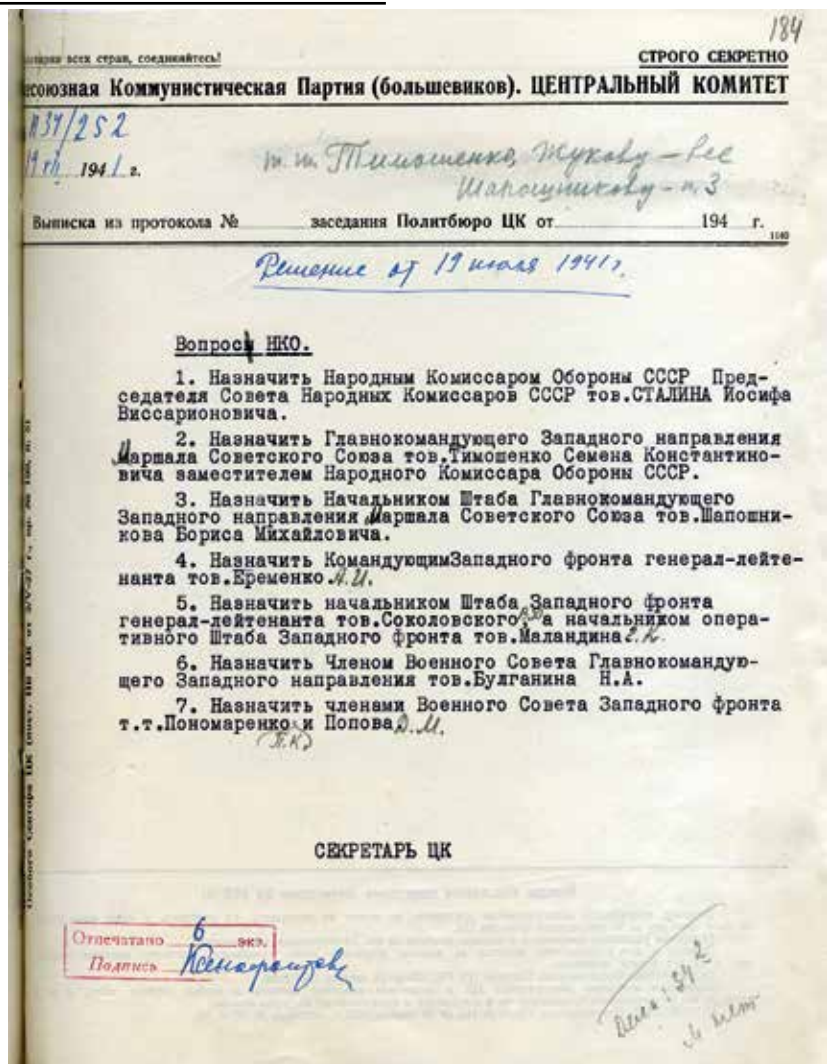 184
всех стран, соединяйтесь!
СТРОГО СЕКРЕТНО
союзная Коммунистическая Партия (большевиков). ЦЕНТРАЛЬНЫЙ КОМИТЕТ
П34/252
19 VII 1941 г.
т.т. Тимошенко, Жукову - все
Шапошникову - п. 3
Выписка из протокола № заседания Политбюро ЦК от 194 г.
1140
Решение от 19 июля 1941 г.
Вопросы НКО.
1. Назначить Народным Комиссаром Обороны СССР Пред-
седателя Совета Народных Комиссаров СССР тов.СТАЛИНА Иосифа
Виссарионовича.
2. Назначить Главнокомандующего Западного направления
Маршала Советского Союза тов.Тимошенко Семена Константино-
вича заместителем Народного Комиссара Обороны СССР.
3. Назначить Начальником Штаба Главнокомандующего
Западного направления Маршала Советского Союза тов.Шапошни-
кова Бориса Михайловича.
4. Назначить КомандующимЗападного фронта генерал-лейте-
нанта тов.Еременко А.И.
5. Назначить начальником Штаба Западного фронта
генерал-лейтенанта тов.Соколовского, а начальником опера-
тивного Штаба Западного фронта тов.Маландина Г.К.
6. Назначить Членом Военного Совета Главнокомандую-
щего Западного направления тов.Булганина Н.А.
7. Назначить членами Военного Совета Западного фронта
т.т.Пономаренко и Попова Д.М.
(П.К.)
СЕКРЕТАРЬ ЦК
Отпечатано 6 экз.
Подпись